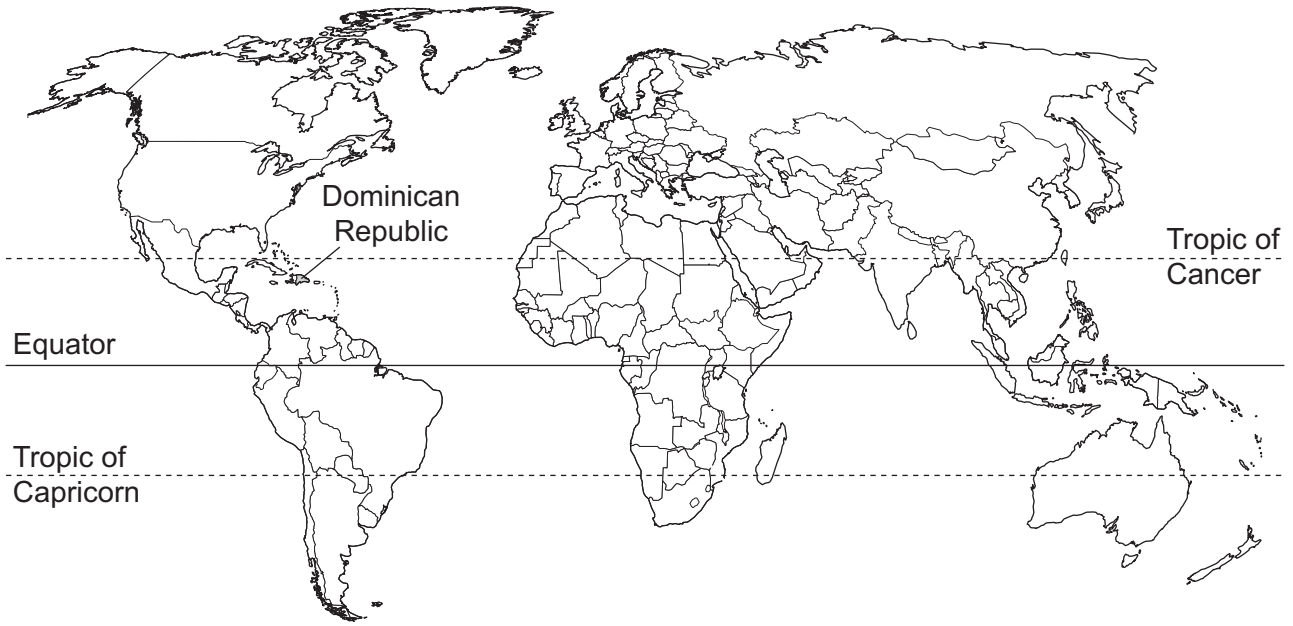 Dominican
Republic
Tropic of
Cancer
Equator
Tropic of
Capricorn